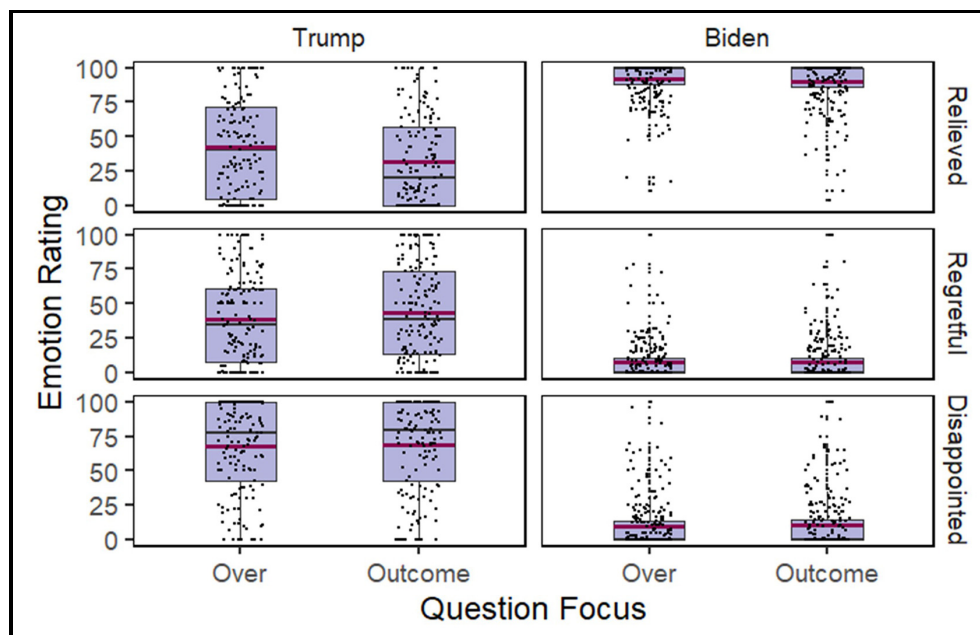 Trump Biden
100
75
50
25
0
Relieved
100
75
50
25
0
Regretful
100
75
50
25
0
Disappointed
Emotion Rating
Over Outcome Over Outcome
Question Focus